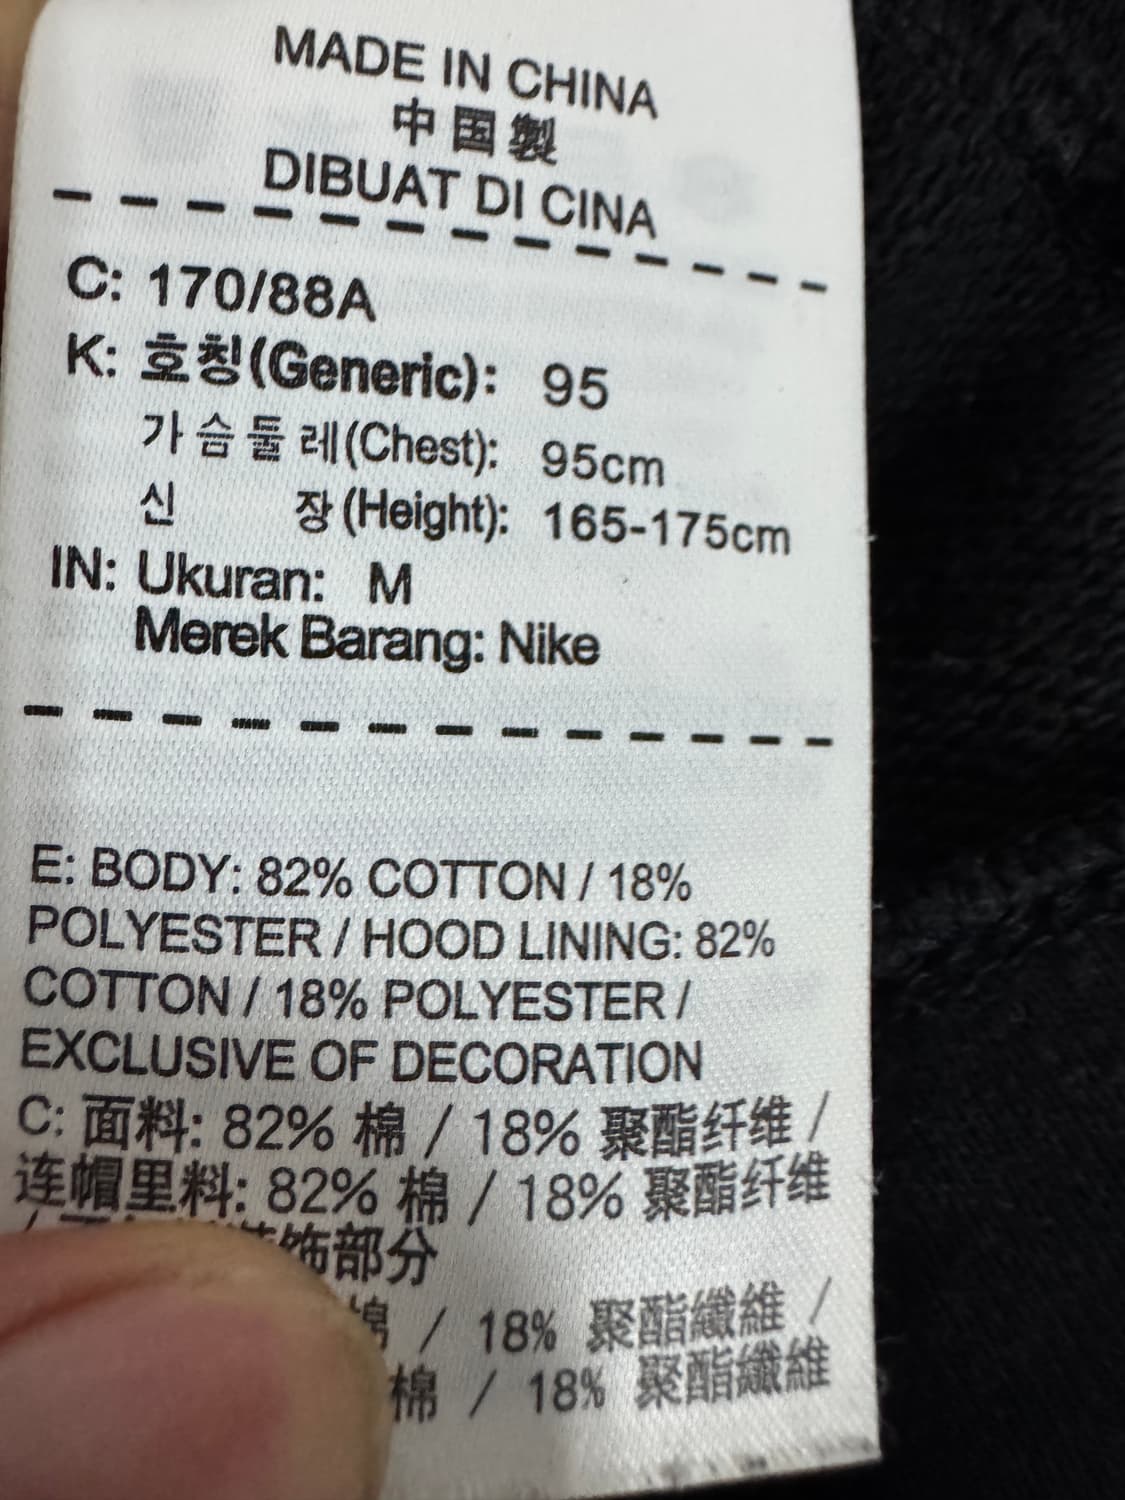 MADE IN CHINA
中国製
DIBUAT DI CINA
C: 170/88A
K: 호칭(Generic): 95
가슴둘레(Chest): 95cm
신 장(Height): 165-175cm
IN: Ukuran: M
Merek Barang: Nike
E: BODY: 82% COTTON / 18%
POLYESTER / HOOD LINING: 82%
COTTON / 18% POLYESTER /
EXCLUSIVE OF DECORATION
C: 面料: 82% 棉 / 18% 聚酯纤维 /
连帽里料: 82% 棉 / 18% 聚酯纤维
/ 饰部分
棉 / 18% 聚酯纖維 /
棉 / 18% 聚酯纖維